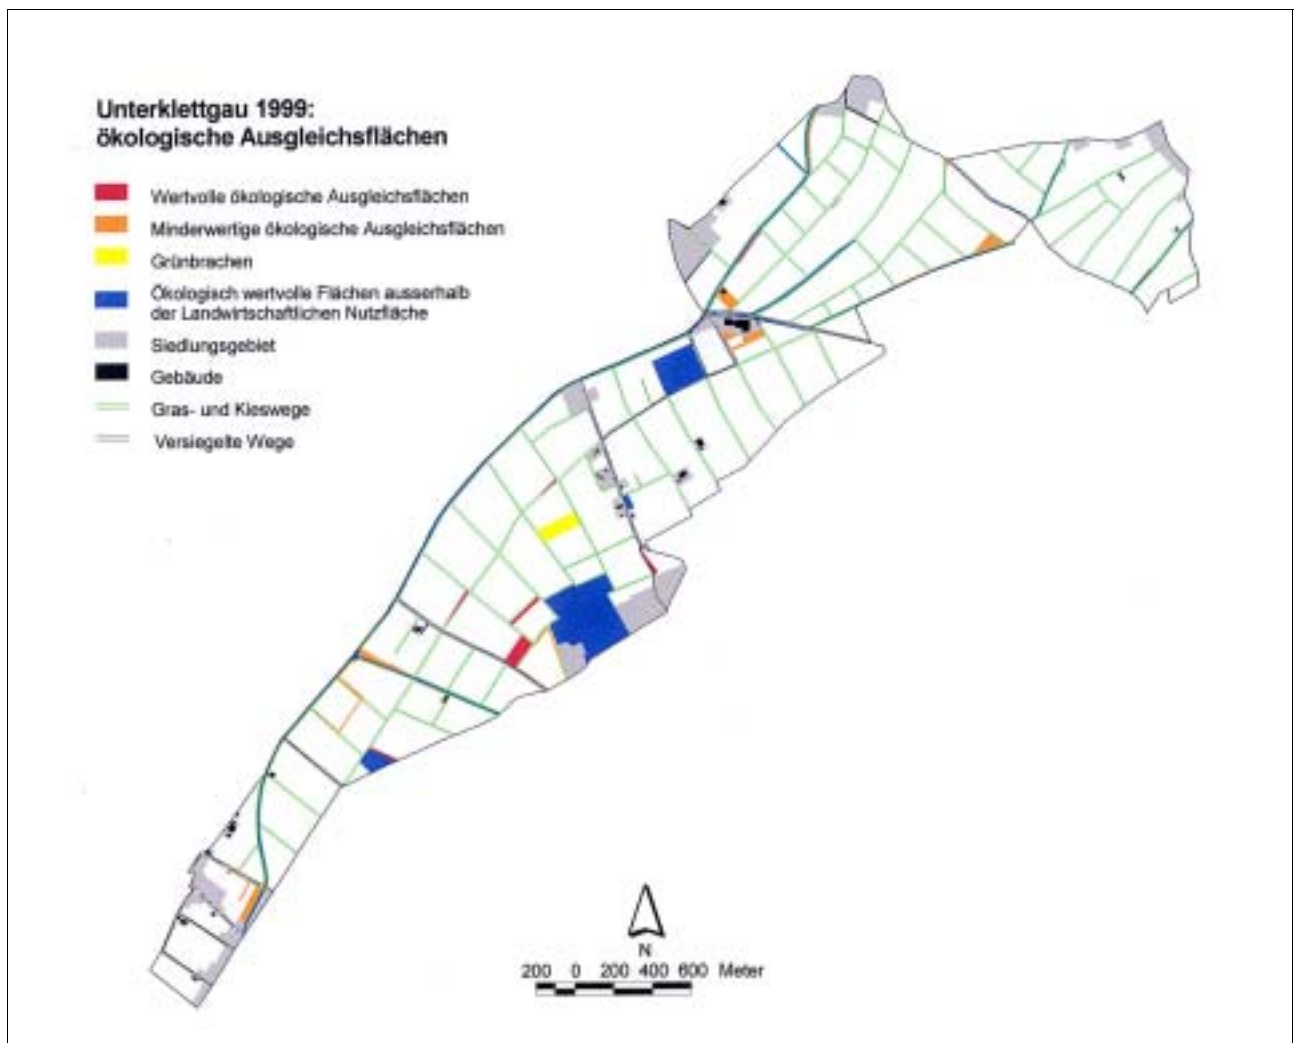 Unterklettgau 1999:
ökologische Ausgleichsflächen
Wertvolle ökologische Ausgleichsflächen
Minderwertige ökologische Ausgleichsflächen
Grünbrachen
Ökologisch wertvolle Flächen ausserhalb
der Landwirtschaftlichen Nutzfläche
Siedlungsgebiet
Gebäude
Gras- und Kieswege
Versiegelte Wege
N
200 0 200 400 600 Meter